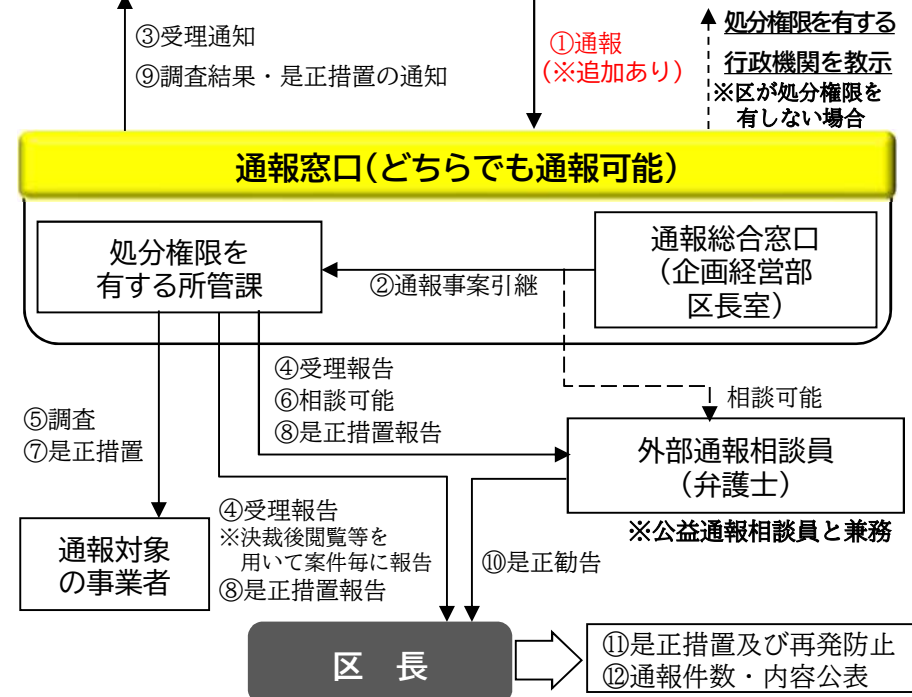 ③受理通知
⑨調査結果・是正措置の通知
①通報
（※追加あり）
処分権限を有する
行政機関を教示
※区が処分権限を
有しない場合
通報窓口(どちらでも通報可能)
処分権限を
有する所管課
②通報事案引継
通報総合窓口
（企画経営部
区長室）
④受理報告
⑥相談可能
⑧是正措置報告
相談可能
⑤調査
⑦是正措置
外部通報相談員
（弁護士）
※公益通報相談員と兼務
通報対象
の事業者
④受理報告
※決裁後閲覧等を
用いて案件毎に報告
⑧是正措置報告
⑩是正勧告
区　長
⑪是正措置及び再発防止
⑫通報件数・内容公表